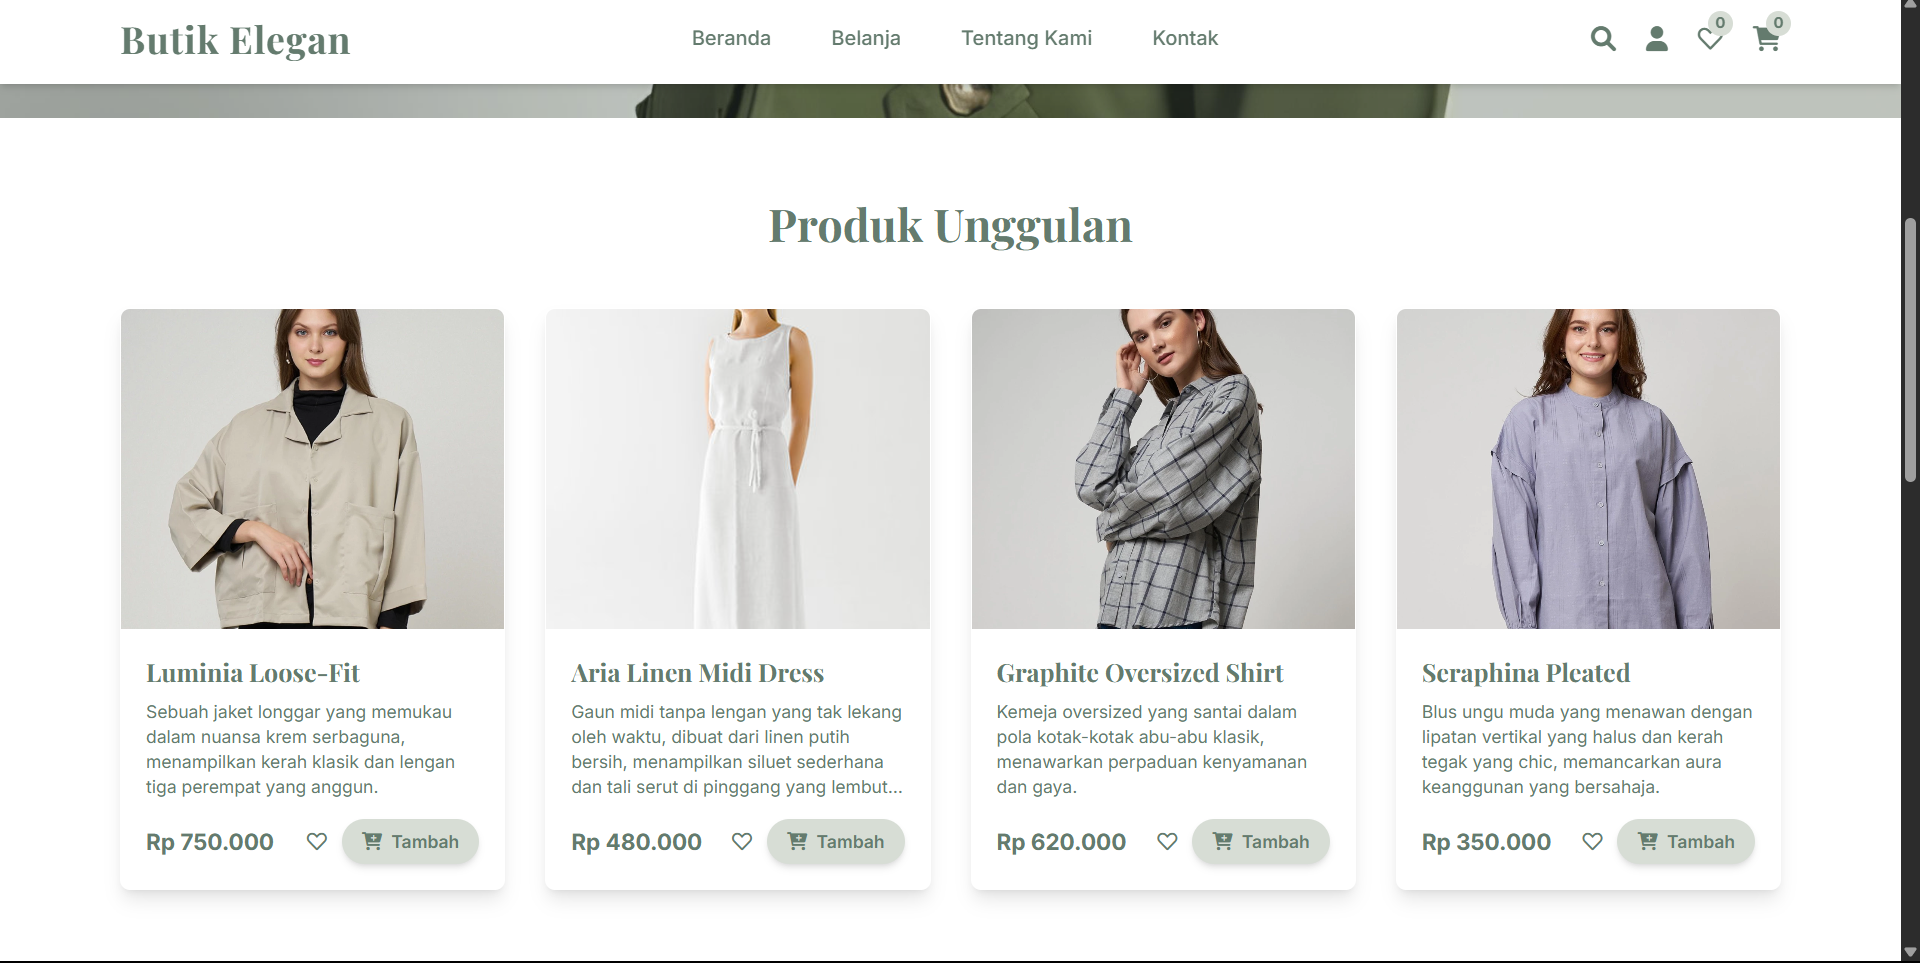 Butik Elegan
Beranda Belanja Tentang Kami Kontak
0 0
Produk Unggulan
Luminia Loose-Fit
Sebuah jaket longgar yang memukau
dalam nuansa krem serbaguna,
menampilkan kerah klasik dan lengan
tiga perempat yang anggun.
Rp 750.000 Tambah
Aria Linen Midi Dress
Gaun midi tanpa lengan yang tak lekang
oleh waktu, dibuat dari linen putih
bersih, menampilkan siluet sederhana
dan tali serut di pinggang yang lembut...
Rp 480.000 Tambah
Graphite Oversized Shirt
Kemeja oversized yang santai dalam
pola kotak-kotak abu-abu klasik,
menawarkan perpaduan kenyamanan
dan gaya.
Rp 620.000 Tambah
Seraphina Pleated
Blus ungu muda yang menawan dengan
lipatan vertikal yang halus dan kerah
tegak yang chic, memancarkan aura
keanggunan yang bersahaja.
Rp 350.000 Tambah